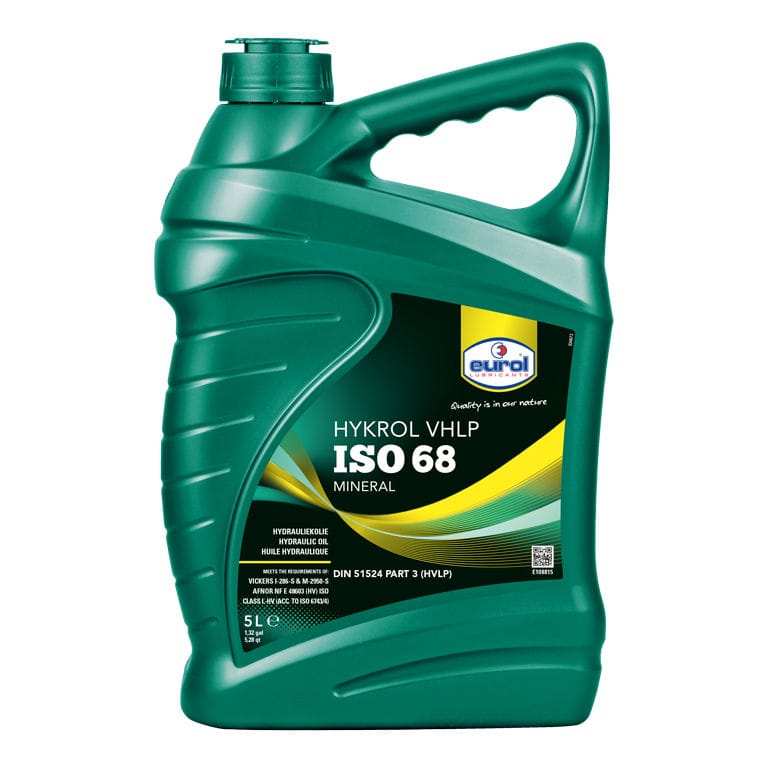 eurol
LUBRICANTS
Quality is in our nature
HYKROL VHLP
ISO 68
MINERAL
HYDRAULIEKOLIE
HYDRAULIC OIL
HUILE HYDRAULIQUE
MEETS THE REQUIREMENTS OF:
VICKERS I-286-S & M-2950-S
AFNOR NF E 48603 (HV) ISO
CLASS L-HV (ACC. TO ISO 6743/4)
DIN 51524 PART 3 (HVLP)
E108815
5 L ℮
1,32 gal
5,28 qt